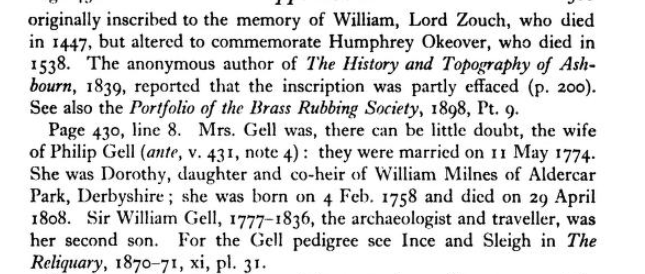 originally inscribed to the memory of William, Lord Zouch, who died
in 1447, but altered to commemorate Humphrey Okeover, who died in
1538. The anonymous author of The History and Topography of Ash-
bourn, 1839, reported that the inscription was partly effaced (p. 200).
See also the Portfolio of the Brass Rubbing Society, 1898, Pt. 9.
Page 430, line 8. Mrs. Gell was, there can be little doubt, the wife
of Philip Gell (ante, v. 431, note 4): they were married on 11 May 1774.
She was Dorothy, daughter and co-heir of William Milnes of Aldercar
Park, Derbyshire; she was born on 4 Feb. 1758 and died on 29 April
1808. Sir William Gell, 1777–1836, the archaeologist and traveller, was
her second son. For the Gell pedigree see Ince and Sleigh in The
Reliquary, 1870–71, xi, pl. 31.